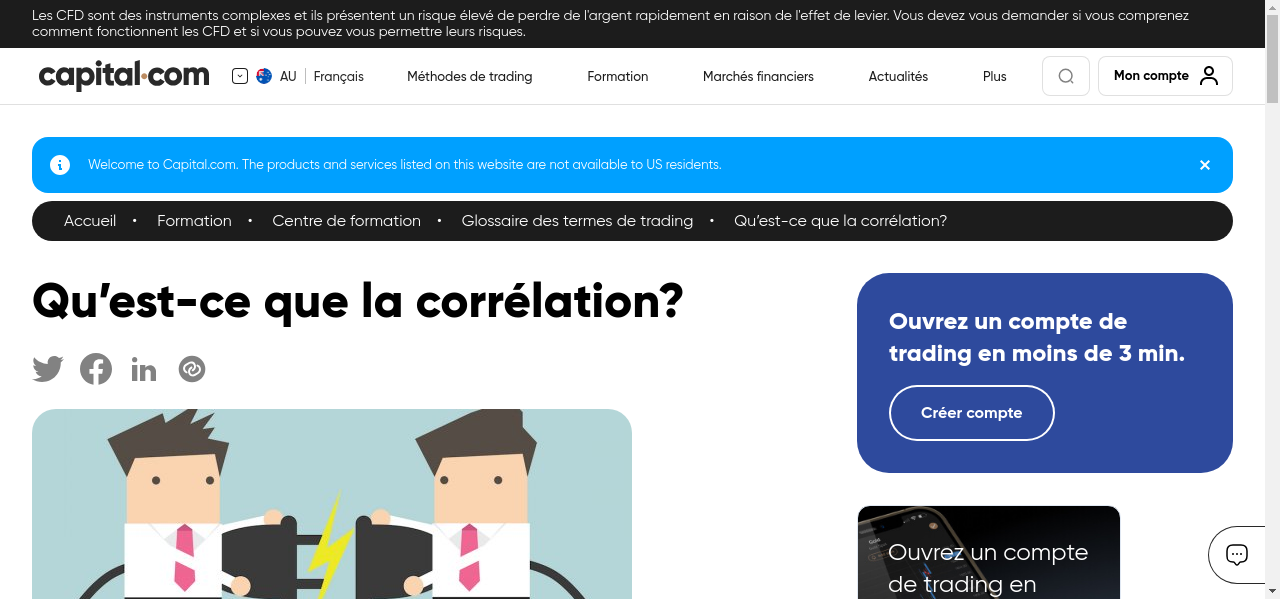 Les CFD sont des instruments complexes et ils présentent un risque élevé de perdre de l'argent rapidement en raison de l'effet de levier. Vous devez vous demander si vous comprenez
comment fonctionnent les CFD et si vous pouvez vous permettre leurs risques.
capital.com
AU
Français
Méthodes de trading
Formation
Marchés financiers
Actualités
Plus
Mon compte
Welcome to Capital.com. The products and services listed on this website are not available to US residents.
Accueil • Formation • Centre de formation • Glossaire des termes de trading • Qu’est-ce que la corrélation?
Qu’est-ce que la corrélation?
Ouvrez un compte de
trading en moins de 3 min.
Créer compte
Ouvrez un compte
de trading en